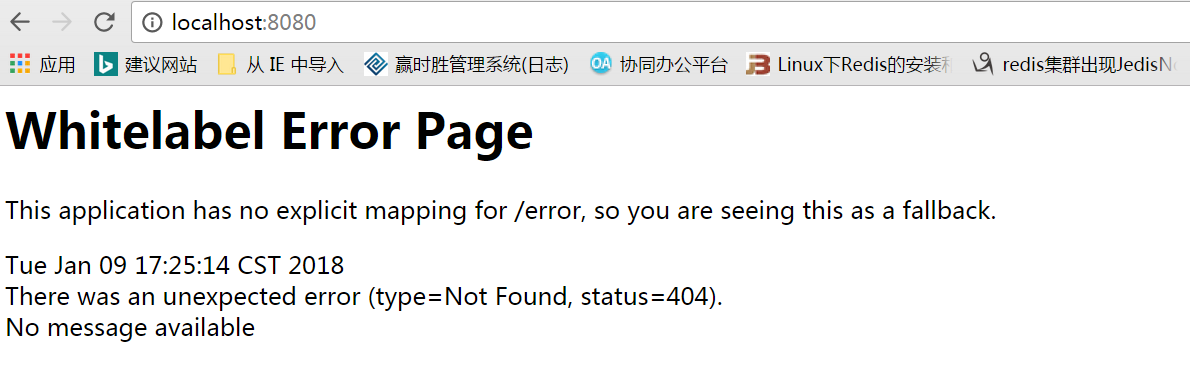 localhost:8080
应用 建议网站 从 IE 中导入 赢时胜管理系统(日志) OA 协同办公平台 Linux下Redis的安装 redis集群出现JedisN
Whitelabel Error Page
This application has no explicit mapping for /error, so you are seeing this as a fallback.
Tue Jan 09 17:25:14 CST 2018
There was an unexpected error (type=Not Found, status=404).
No message available